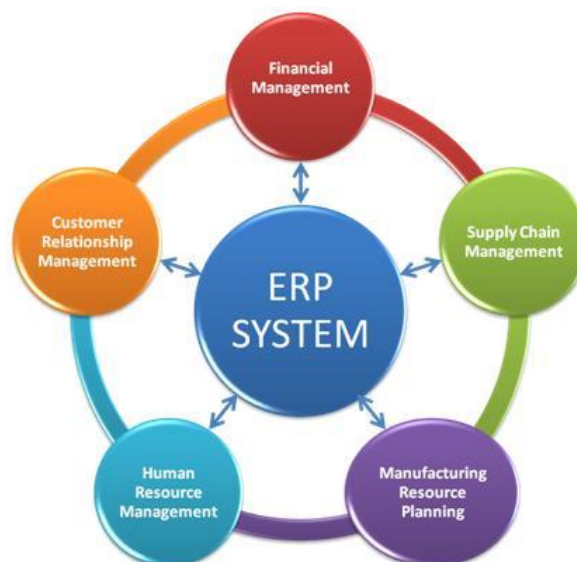 Financial
Management
Customer
Relationship
Management
Supply Chain
Management
ERP
SYSTEM
Human
Resource
Management
Manufacturing
Resource
Planning